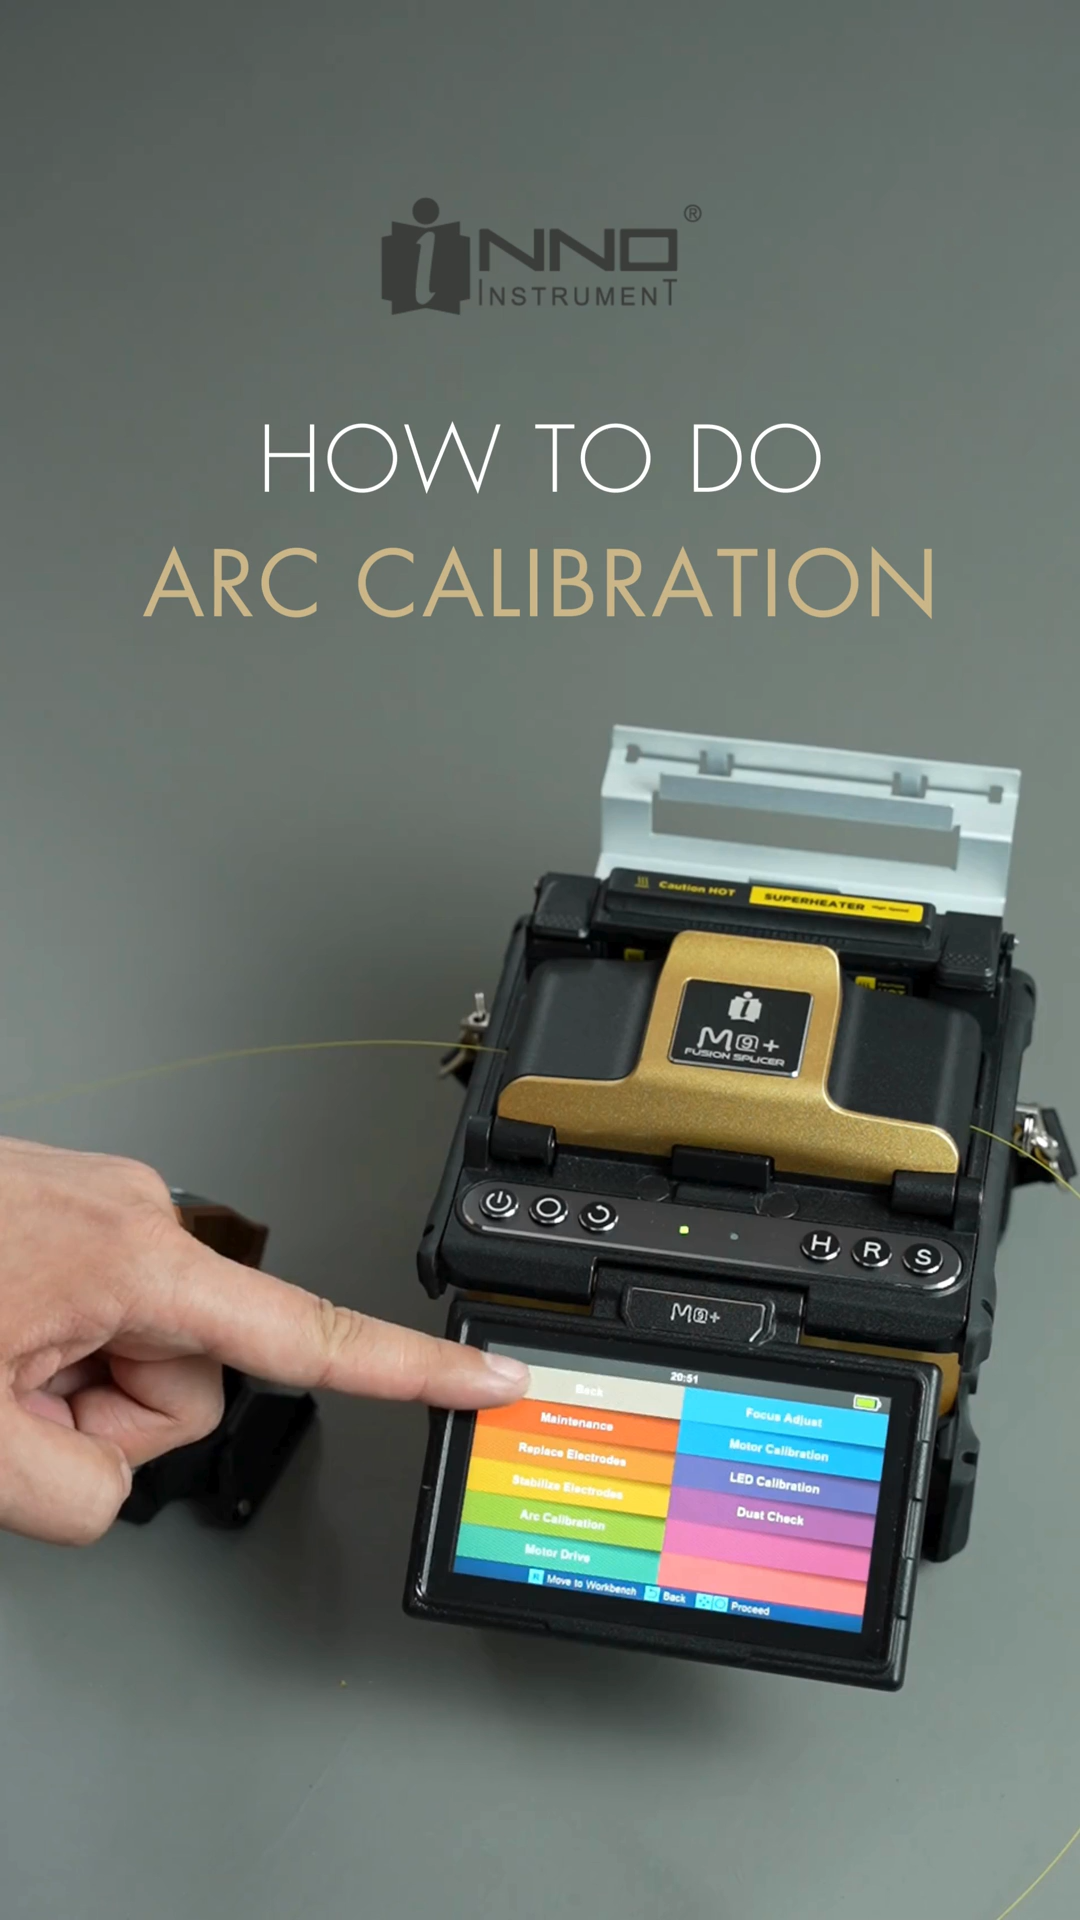 iNNO®
INSTRUMENT
HOW TO DO
ARC CALIBRATION
Caution HOT SUPERHEATER High Speed
i
M9+
FUSION SPLICER
H R S
M9+
20:51
Back
Maintenance
Replace Electrodes
Stabilize Electrodes
Arc Calibration
Motor Drive
Focus Adjust
Motor Calibration
LED Calibration
Dust Check
R Move to Workbench Back Proceed